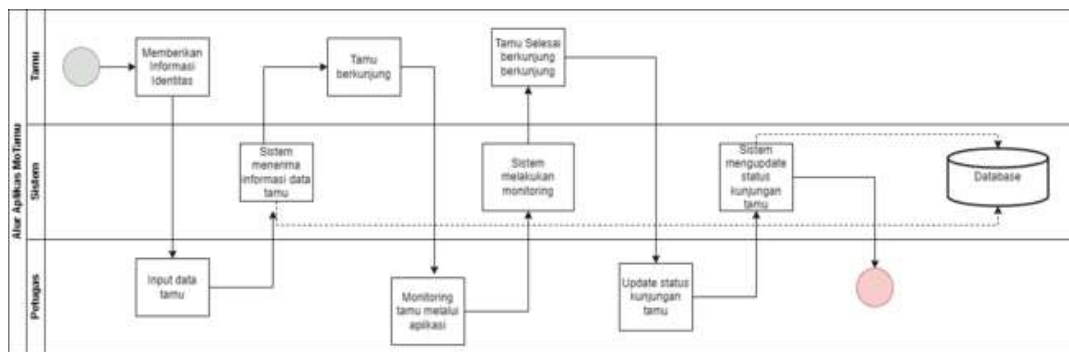 Alur Aplikas MoTamu
Tamu
Memberikan
Informasi
Identitas
Tamu
berkunjung
Tamu Selesai
berkunjung
berkunjung
Sistem
Sistem
menerima
informasi data
tamu
Sistem
melakukan
monitoring
Sistem
mengupdate
status
kunjungan
tamu
Database
Petugas
Input data
tamu
Monitoring
tamu melalui
aplikasi
Update status
kunjungan
tamu